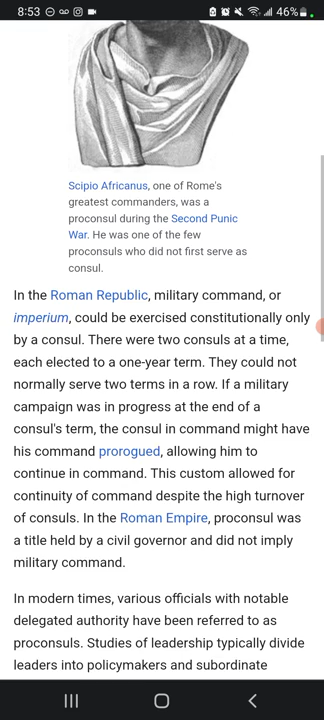 8:53
46%
Scipio Africanus, one of Rome's
greatest commanders, was a
proconsul during the Second Punic
War. He was one of the few
proconsuls who did not first serve as
consul.
In the Roman Republic, military command, or
imperium, could be exercised constitutionally only
by a consul. There were two consuls at a time,
each elected to a one-year term. They could not
normally serve two terms in a row. If a military
campaign was in progress at the end of a
consul's term, the consul in command might have
his command prorogued, allowing him to
continue in command. This custom allowed for
continuity of command despite the high turnover
of consuls. In the Roman Empire, proconsul was
a title held by a civil governor and did not imply
military command.
In modern times, various officials with notable
delegated authority have been referred to as
proconsuls. Studies of leadership typically divide
leaders into policymakers and subordinate